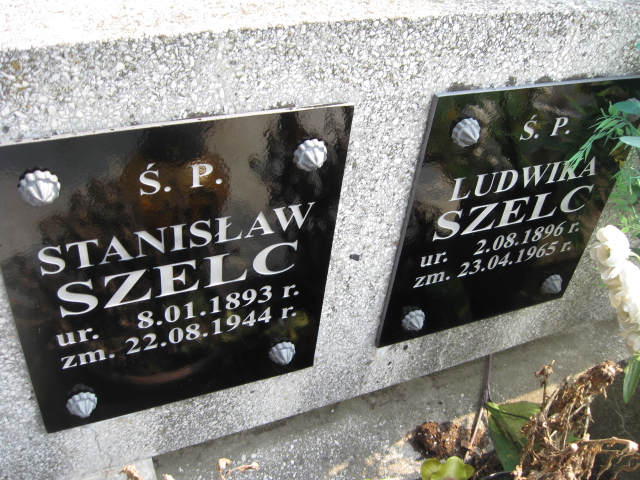 Ś. P.
STANISŁAW
SZELC
ur. 8.01.1893 r.
zm. 22.08.1944 r.
Ś. P.
LUDWIKA
SZELC
ur. 2.08.1896 r.
zm. 23.04.1965 r.